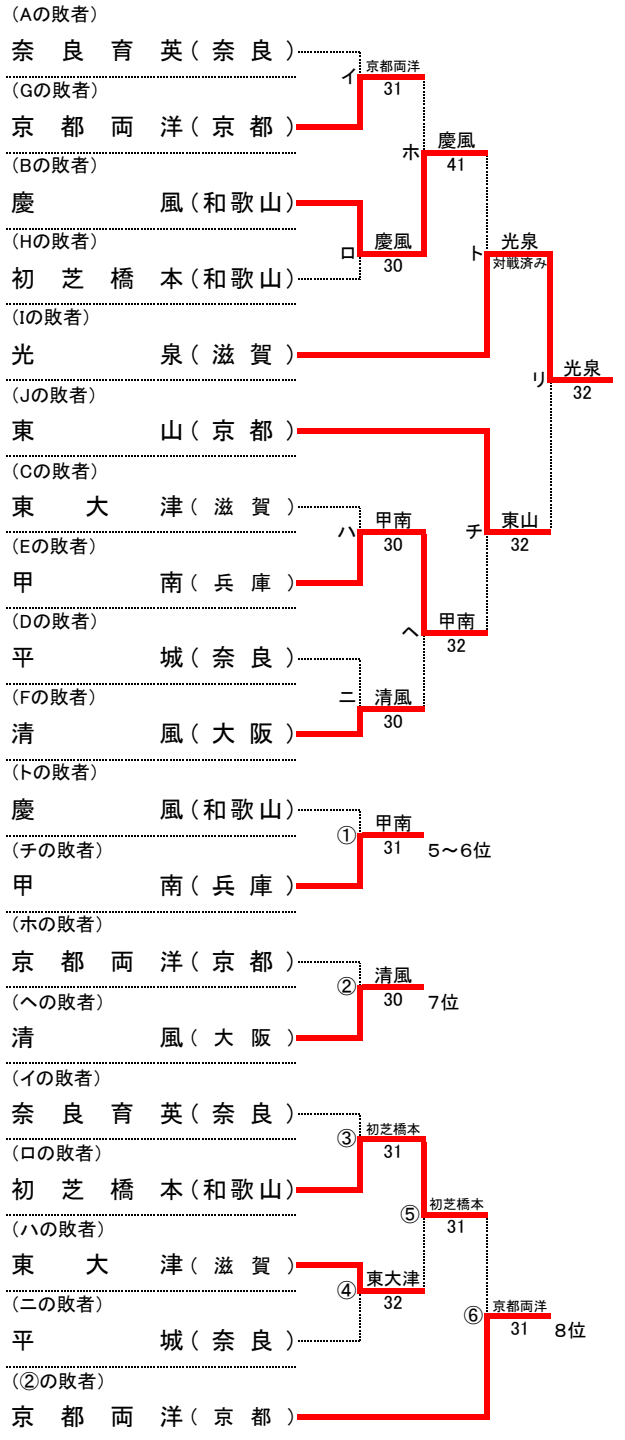 (Aの敗者)
奈良育英(奈良)
イ
京都両洋
31
(Gの敗者)
京都両洋(京都)
ホ
慶風
41
(Bの敗者)
慶風(和歌山)
ロ
慶風
30
(Hの敗者)
初芝橋本(和歌山)
ト
光泉
対戦済み
(Iの敗者)
光泉(滋賀)
リ
光泉
32
(Jの敗者)
東山(京都)
(Cの敗者)
東大津(滋賀)
ハ
甲南
30
チ
東山
32
(Eの敗者)
甲南(兵庫)
ヘ
甲南
32
(Dの敗者)
平城(奈良)
ニ
清風
30
(Fの敗者)
清風(大阪)
(トの敗者)
慶風(和歌山)
①
甲南
31
5～6位
(チの敗者)
甲南(兵庫)
(ホの敗者)
京都両洋(京都)
②
清風
30
7位
(ヘの敗者)
清風(大阪)
(イの敗者)
奈良育英(奈良)
③
初芝橋本
31
(ロの敗者)
初芝橋本(和歌山)
⑤
初芝橋本
31
(ハの敗者)
東大津(滋賀)
④
東大津
32
(ニの敗者)
平城(奈良)
⑥
京都両洋
31
8位
(②の敗者)
京都両洋(京都)